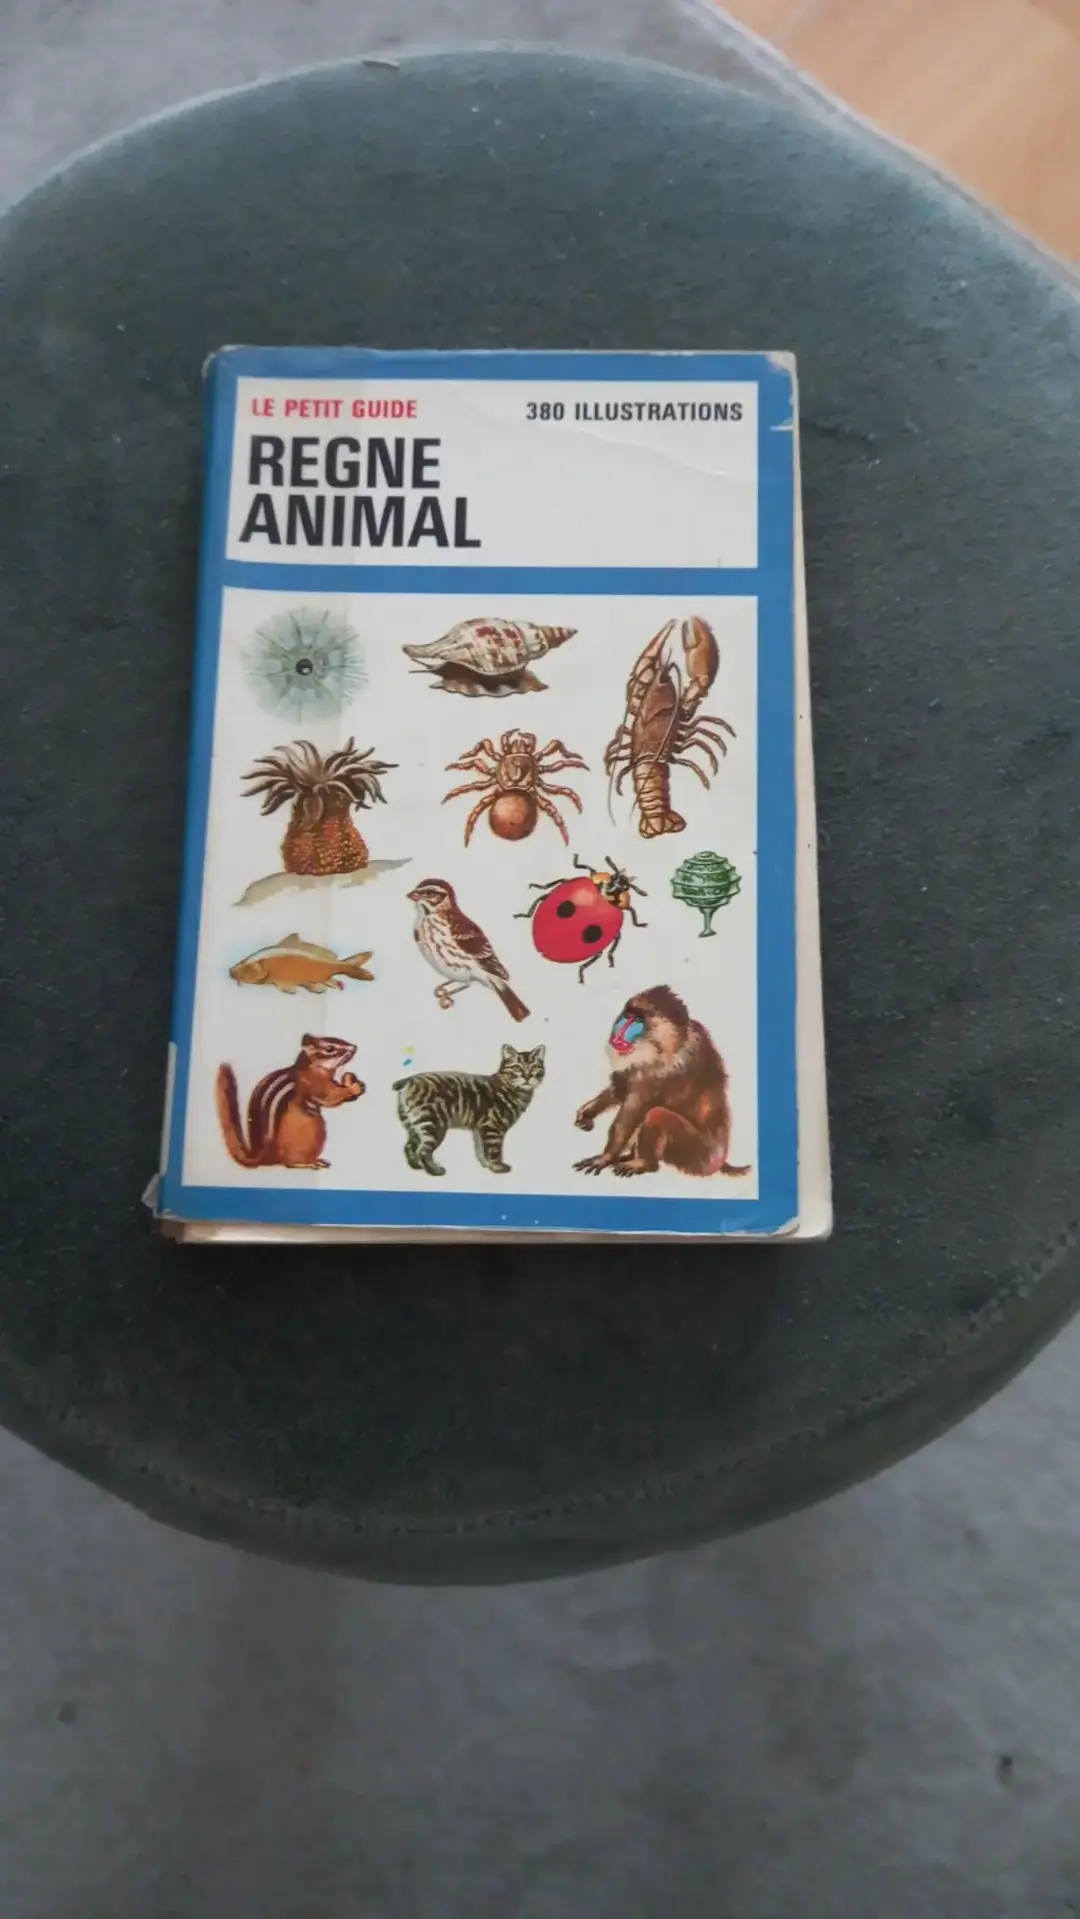 LE PETIT GUIDE
380 ILLUSTRATIONS
REGNE
ANIMAL